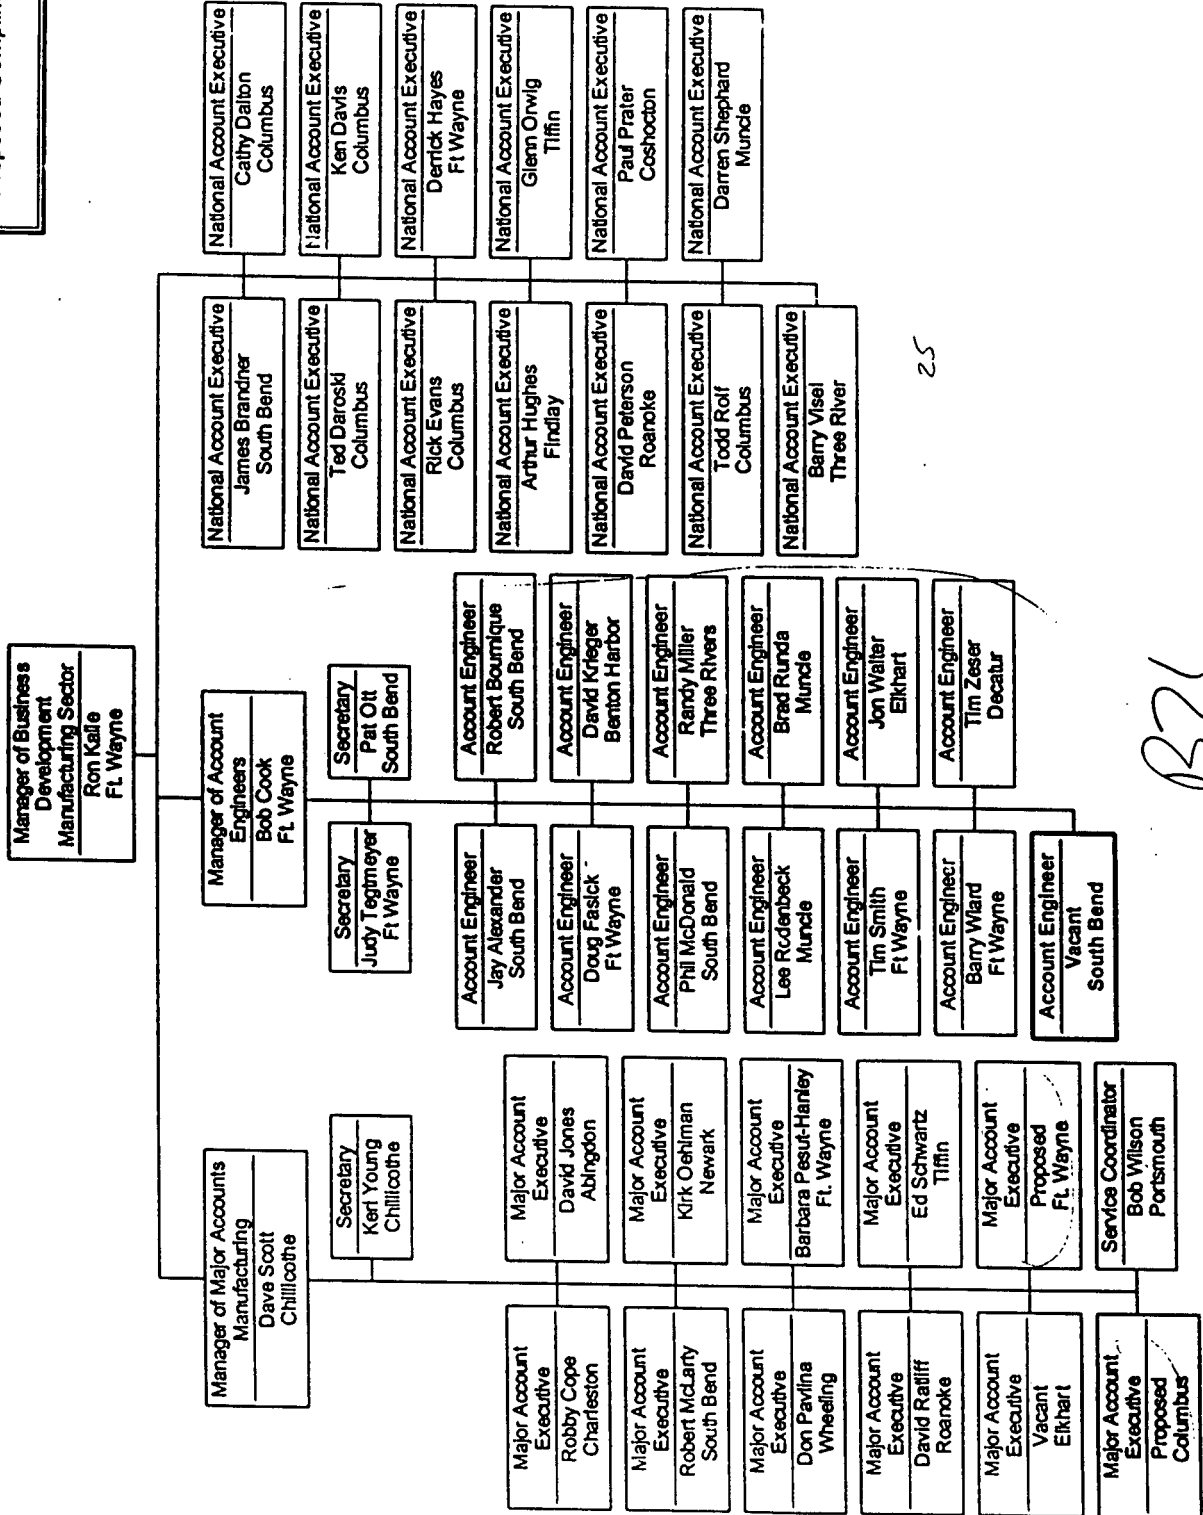 Manager of Business
Development
Manufacturing Sector
Ft. Wayne
Manager of Major Accounts
Manufacturing
Dave Scott
Chillicothe
Secretary
Keri Young
Chillicothe
Major Account
Executive
Robby Cope
Charleston
Major Account
Executive
David Jones
Abingdon
Major Account
Executive
Robert McLarty
South Bend
Major Account
Executive
Kirk Oehlman
Newark
Major Account
Executive
Don Pavlina
Wheeling
Major Account
Executive
Barbara Pesut-Hanley
Ft. Wayne
Major Account
Executive
David Ratliff
Roanoke
Major Account
Executive
Ed Schwartz
Tiffin
Major Account
Executive
Vacant
Elkhart
Major Account
Executive
Proposed
Ft. Wayne
Major Account
Executive
Proposed
Columbus
Service Coordinator
Bob Wilson
Portsmouth
Manager of Account
Engineers
Bob Cook
Ft. Wayne
Secretary
Judy Tegtmeyer
Ft Wayne
Secretary
Pat Ott
South Bend
Account Engineer
Jay Alexander
South Bend
Account Engineer
Robert Bournique
South Bend
Account Engineer
Doug Fasick
Ft Wayne
Account Engineer
David Krieger
Benton Harbor
Account Engineer
Phil McDonald
South Bend
Account Engineer
Randy Miller
Three Rivers
Account Engineer
Lee Rodenbeck
Muncie
Account Engineer
Brad Runda
Muncie
Account Engineer
Tim Smith
Ft Wayne
Account Engineer
Jon Walter
Elkhart
Account Engineer
Barry Wiard
Ft Wayne
Account Engineer
Tim Zeser
Decatur
Account Engineer
Vacant
South Bend
National Account Executive
James Brandner
South Bend
National Account Executive
Cathy Dalton
Columbus
National Account Executive
Ted Daroski
Columbus
National Account Executive
Ken Davis
Columbus
National Account Executive
Rick Evans
Columbus
National Account Executive
Derrick Hayes
Ft Wayne
National Account Executive
Arthur Hughes
Findlay
National Account Executive
Glenn Orwig
Tiffin
National Account Executive
David Peterson
Roanoke
National Account Executive
Paul Prater
Coshocton
National Account Executive
Todd Rolf
Columbus
National Account Executive
Darren Shephard
Muncie
National Account Executive
Barry Visel
Three River
25